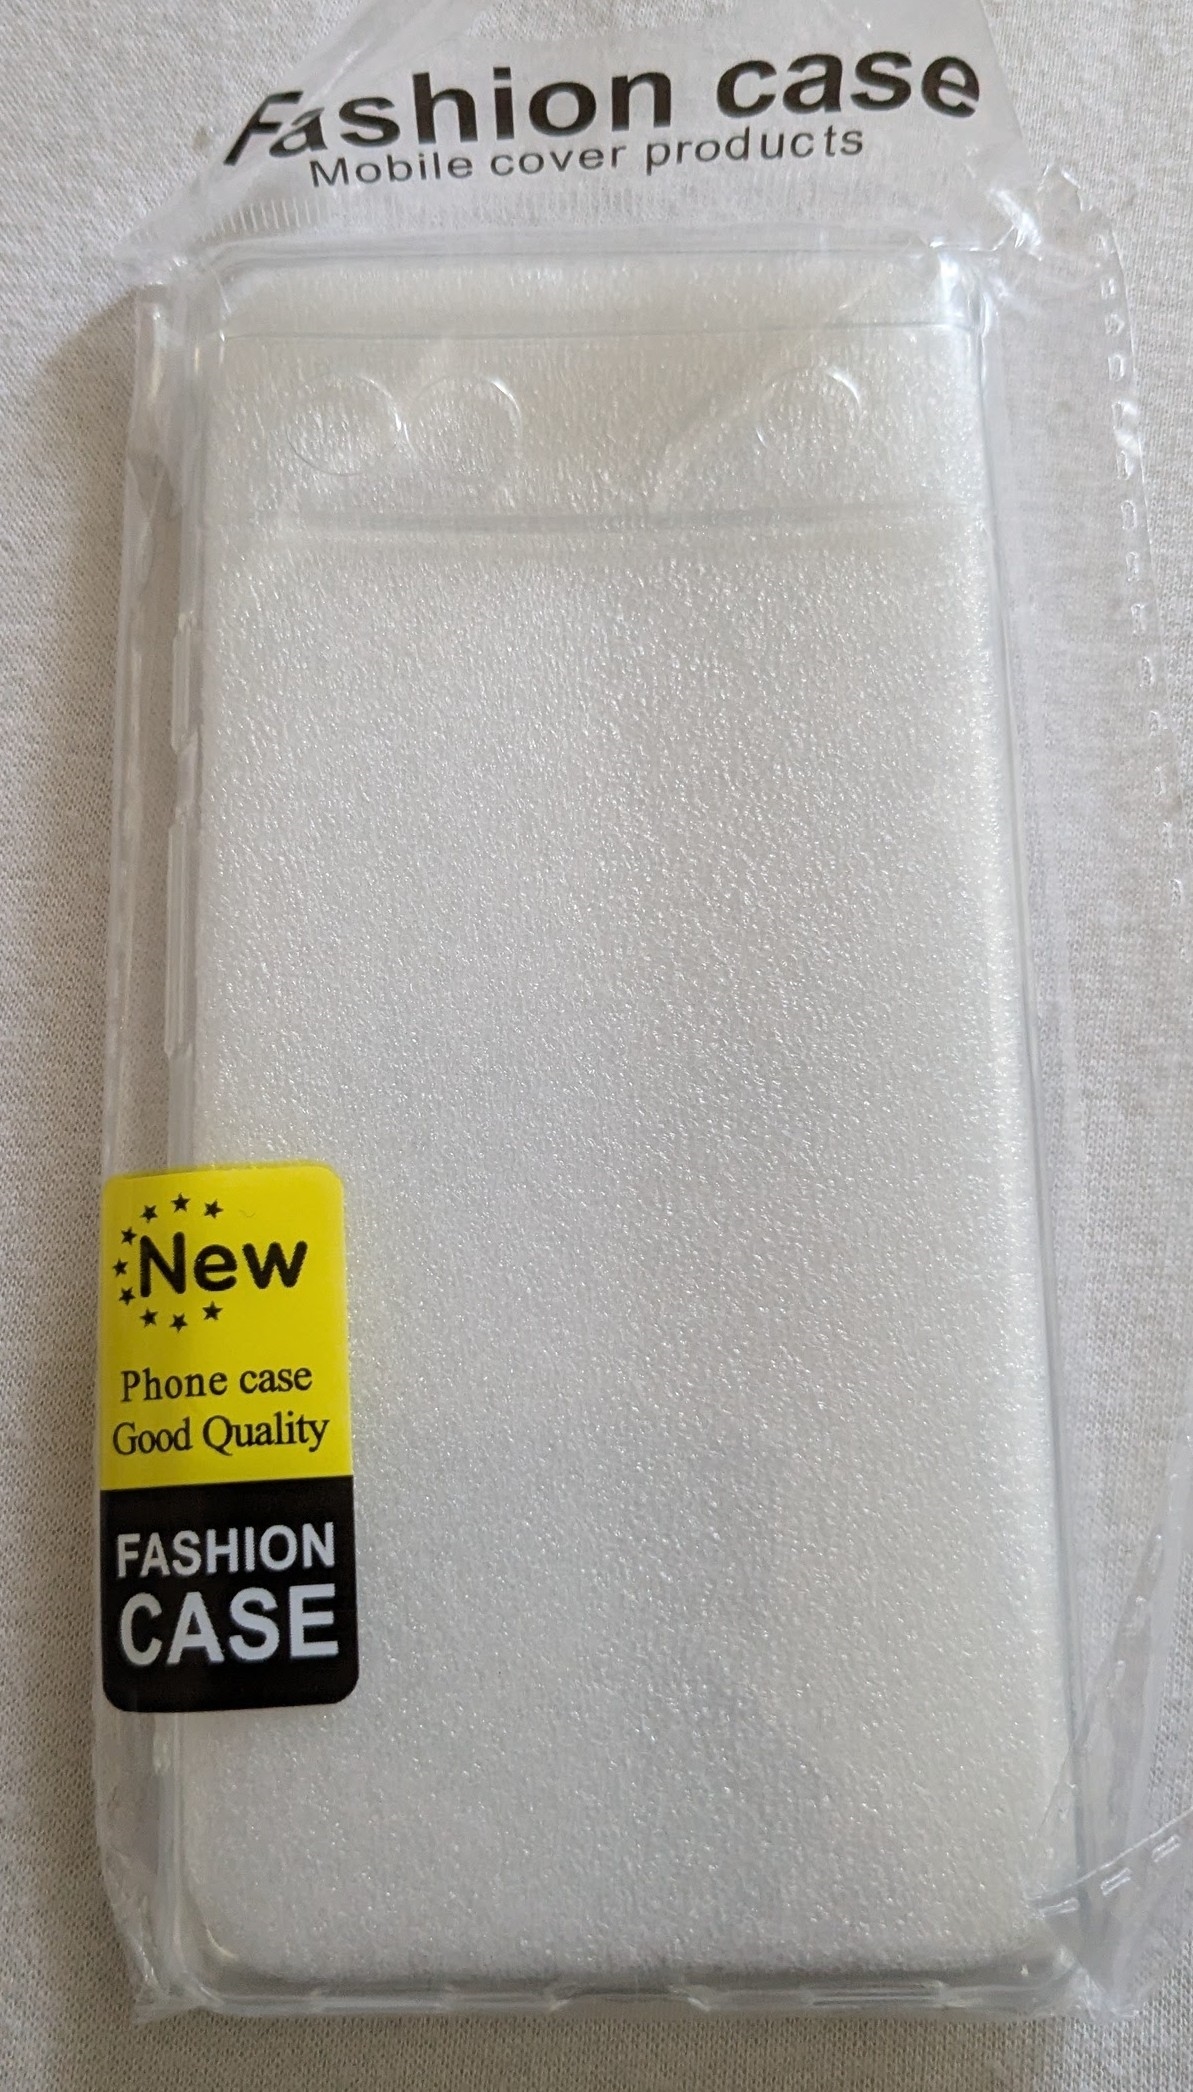 Fashion case
Mobile cover products
New
Phone case
Good Quality
FASHION
CASE